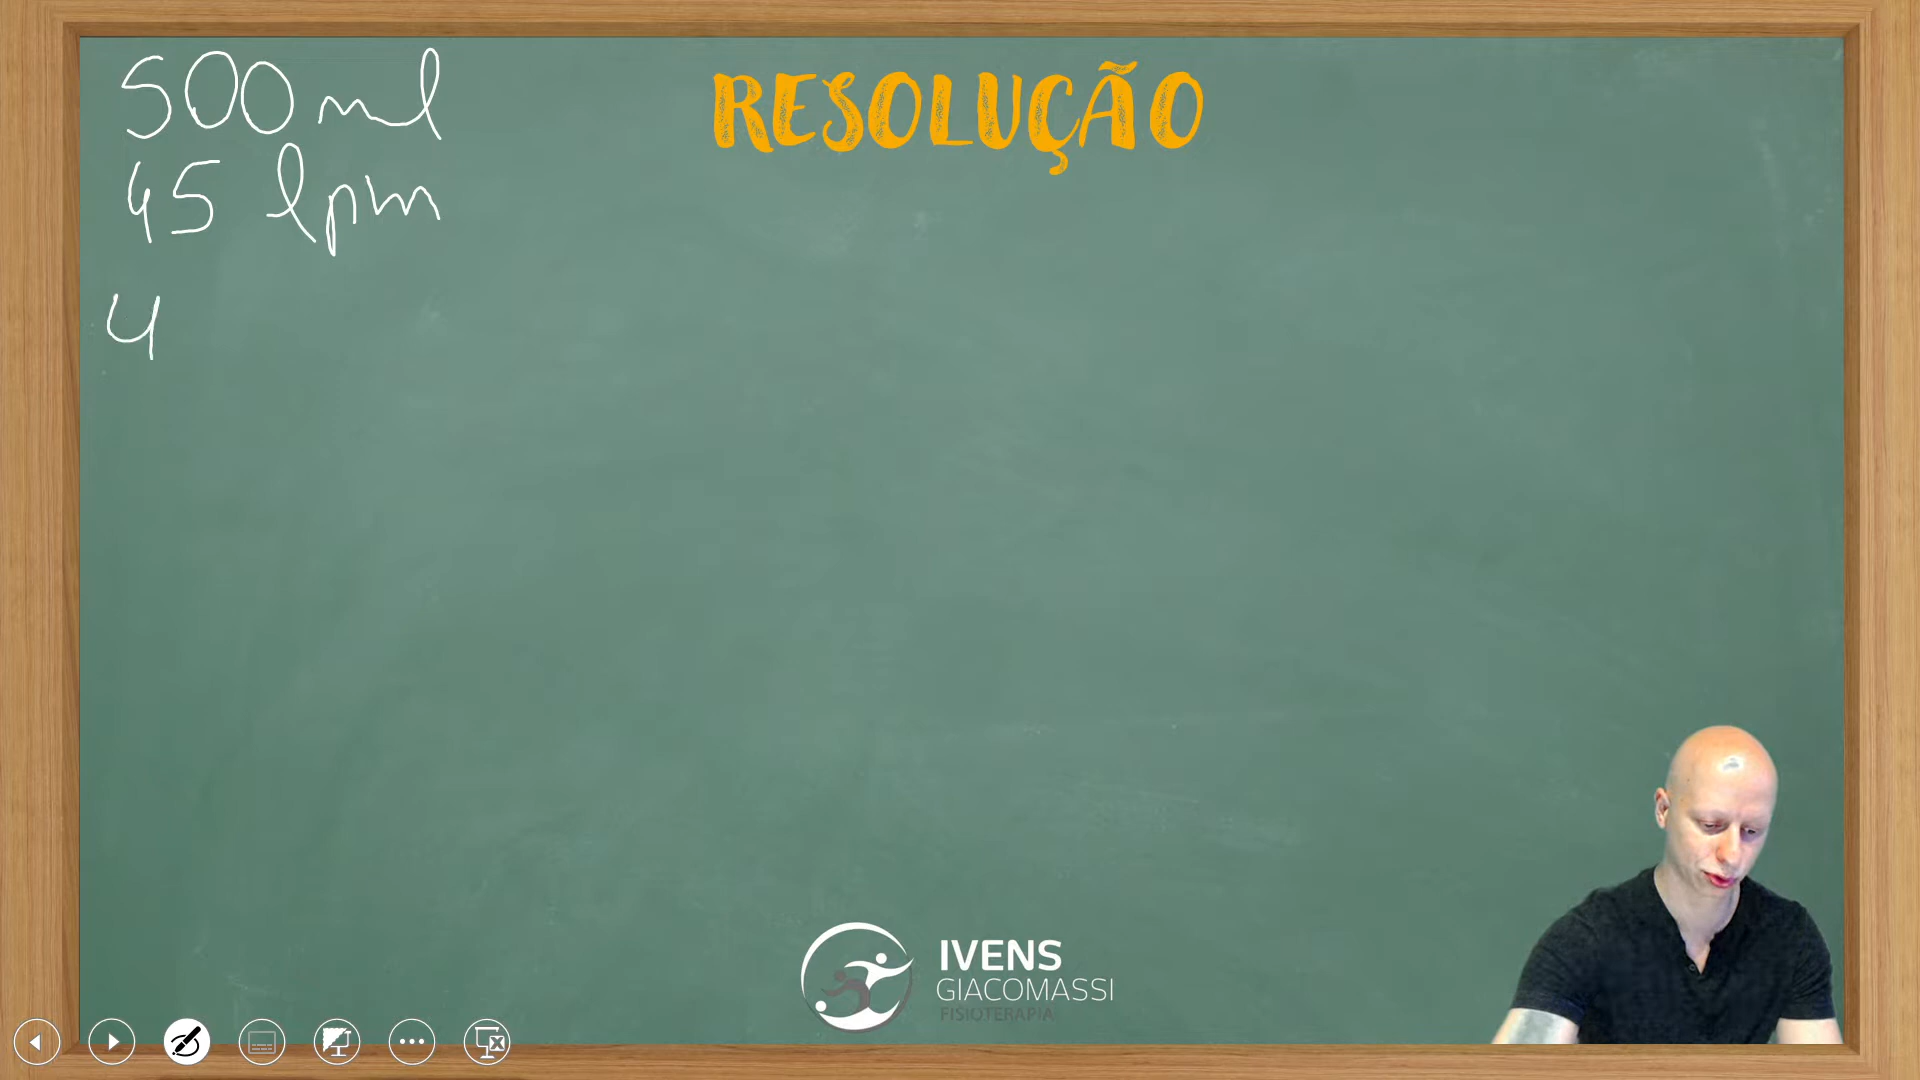 500 ml
RESOLUÇÃO
45 lpm
4
IVENS
GIACOMASSI
FISIOTERAPIA